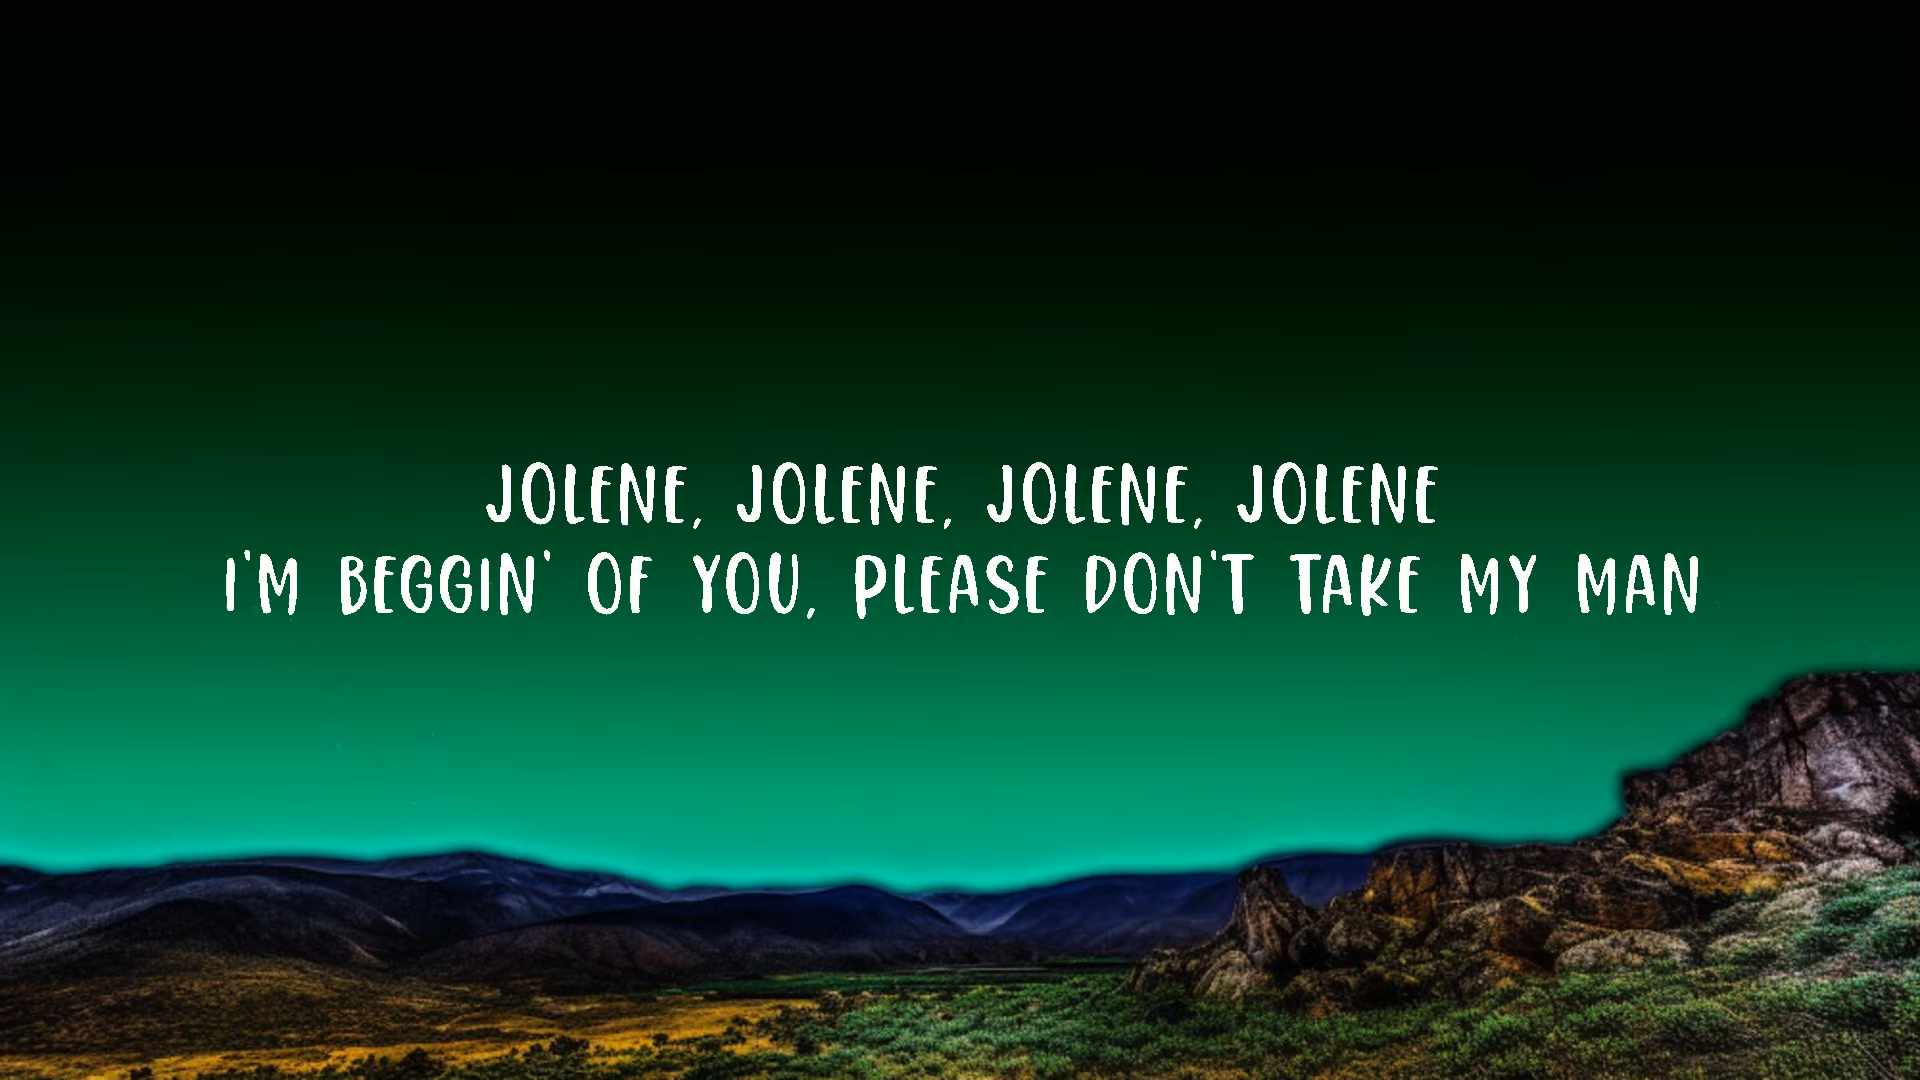 JOLENE, JOLENE, JOLENE, JOLENE
I'M BEGGIN' OF YOU, PLEASE DON'T TAKE MY MAN